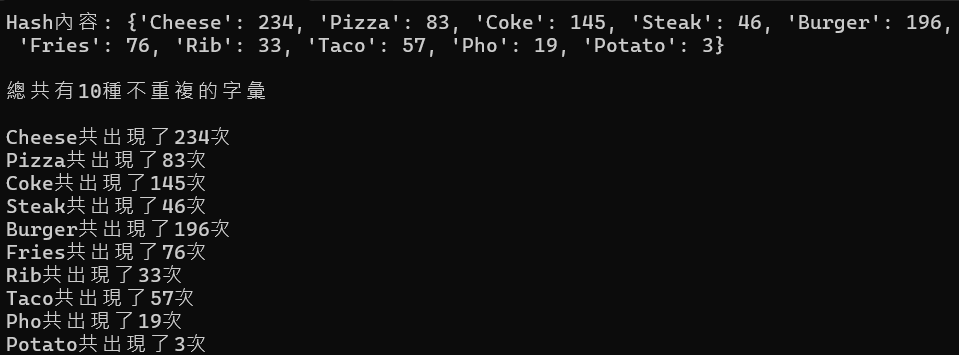 Hash內容: {'Cheese': 234, 'Pizza': 83, 'Coke': 145, 'Steak': 46, 'Burger': 196,
'Fries': 76, 'Rib': 33, 'Taco': 57, 'Pho': 19, 'Potato': 3}
總共有10種不重複的字彙
Cheese共出現了234次
Pizza共出現了83次
Coke共出現了145次
Steak共出現了46次
Burger共出現了196次
Fries共出現了76次
Rib共出現了33次
Taco共出現了57次
Pho共出現了19次
Potato共出現了3次